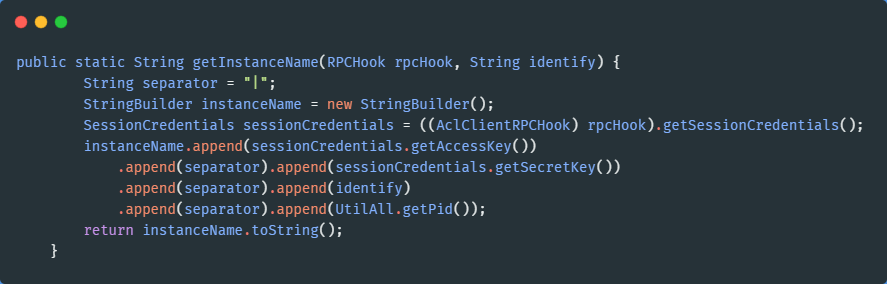 public static String getInstanceName(RPCHook rpcHook, String identify) {
        String separator = "|";
        StringBuilder instanceName = new StringBuilder();
        SessionCredentials sessionCredentials = ((AclClientRPCHook) rpcHook).getSessionCredentials();
        instanceName.append(sessionCredentials.getAccessKey())
            .append(separator).append(sessionCredentials.getSecretKey())
            .append(separator).append(identify)
            .append(separator).append(UtilAll.getPid());
        return instanceName.toString();
    }